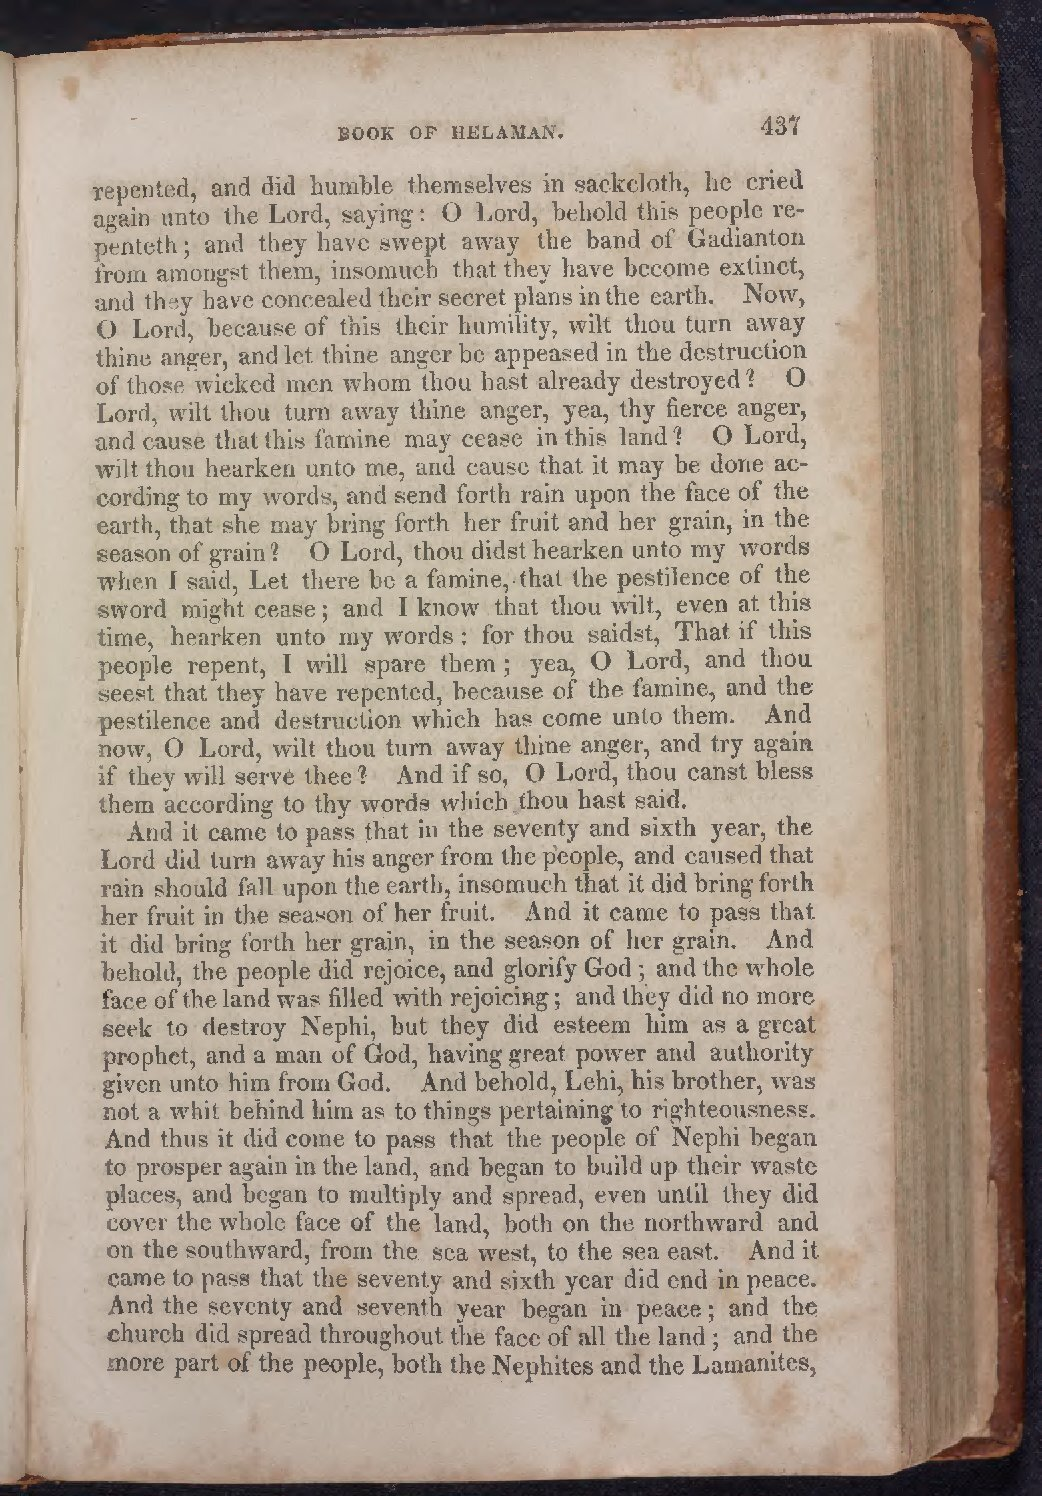 BOOK OF HELAMAN. 437
repented, and did humble themselves in sackcloth, he cried
again unto the Lord, saying: O Lord, behold this people re-
penteth; and they have swept away the band of Gadianton
from amongst them, insomuch that they have become extinct,
and they have concealed their secret plans in the earth. Now,
O Lord, because of this their humility, wilt thou turn away
thine anger, and let thine anger be appeased in the destruction
of those wicked men whom thou hast already destroyed? O
Lord, wilt thou turn away thine anger, yea, thy fierce anger,
and cause that this famine may cease in this land? O Lord,
wilt thou hearken unto me, and cause that it may be done ac-
cording to my words, and send forth rain upon the face of the
earth, that she may bring forth her fruit and her grain, in the
season of grain? O Lord, thou didst hearken unto my words
when I said, Let there be a famine, that the pestilence of the
sword might cease; and I know that thou wilt, even at this
time, hearken unto my words: for thou saidst, That if this
people repent, I will spare them; yea, O Lord, and thou
seest that they have repented, because of the famine, and the
pestilence and destruction which has come unto them. And
now, O Lord, wilt thou turn away thine anger, and try again
if they will serve thee? And if so, O Lord, thou canst bless
them according to thy words which thou hast said.
And it came to pass that in the seventy and sixth year, the
Lord did turn away his anger from the people, and caused that
rain should fall upon the earth, insomuch that it did bring forth
her fruit in the season of her fruit. And it came to pass that
it did bring forth her grain, in the season of her grain. And
behold, the people did rejoice, and glorify God; and the whole
face of the land was filled with rejoicing; and they did no more
seek to destroy Nephi, but they did esteem him as a great
prophet, and a man of God, having great power and authority
given unto him from God. And behold, Lehi, his brother, was
not a whit behind him as to things pertaining to righteousness.
And thus it did come to pass that the people of Nephi began
to prosper again in the land, and began to build up their waste
places, and began to multiply and spread, even until they did
cover the whole face of the land, both on the northward and
on the southward, from the sea west, to the sea east. And it
came to pass that the seventy and sixth year did end in peace.
And the seventy and seventh year began in peace; and the
church did spread throughout the face of all the land; and the
more part of the people, both the Nephites and the Lamanites,